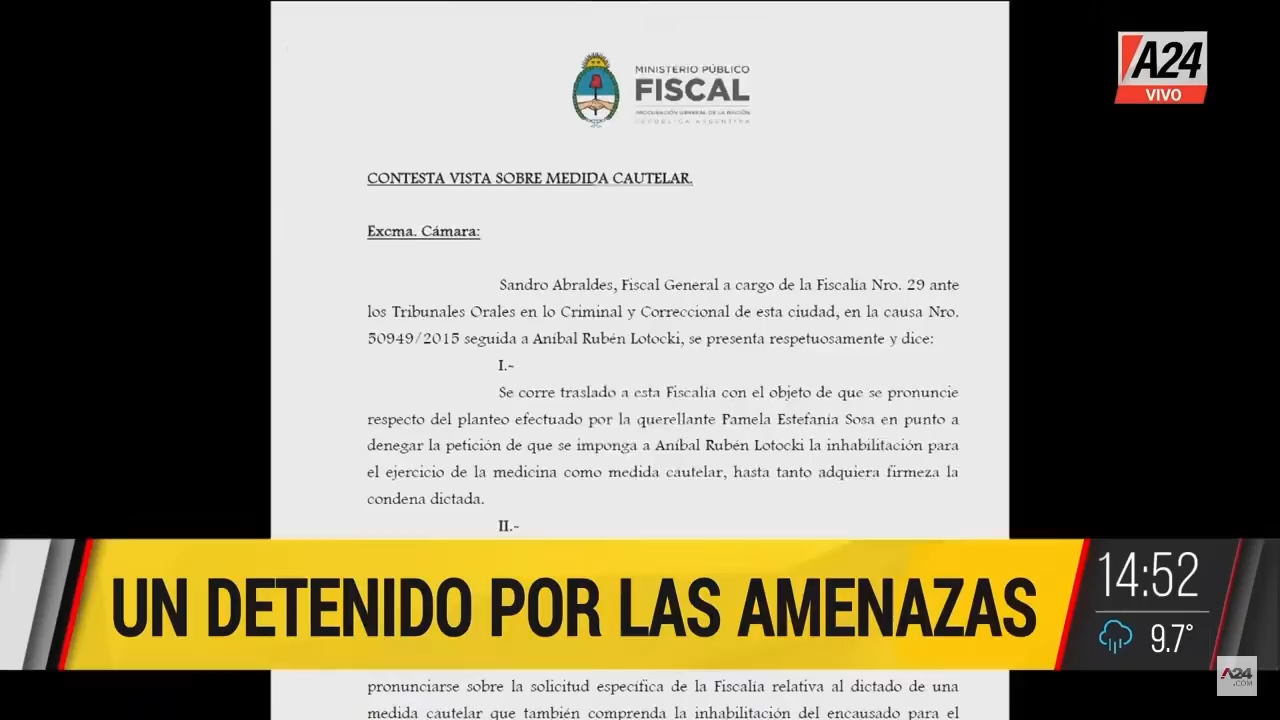 MINISTERIO PÚBLICO
FISCAL
PROCURACIÓN GENERAL DE LA NACIÓN
REPÚBLICA ARGENTINA
A24
VIVO
CONTESTA VISTA SOBRE MEDIDA CAUTELAR.
Excma. Cámara:
Sandro Abraldes, Fiscal General a cargo de la Fiscalía Nro. 29 ante
los Tribunales Orales en lo Criminal y Correccional de esta ciudad, en la causa Nro.
50949/2015 seguida a Aníbal Rubén Lotocki, se presenta respetuosamente y dice:
I.-
Se corre traslado a esta Fiscalía con el objeto de que se pronuncie
respecto del planteo efectuado por la querellante Pamela Estefanía Sosa en punto a
denegar la petición de que se imponga a Aníbal Rubén Lotocki la inhabilitación para
el ejercicio de la medicina como medida cautelar, hasta tanto adquiera firmeza la
condena dictada.
II.-
UN DETENIDO POR LAS AMENAZAS
14:52
9.7°
A24
.COM
pronunciarse sobre la solicitud específica de la Fiscalía relativa al dictado de una
medida cautelar que también comprenda la inhabilitación del encausado para el